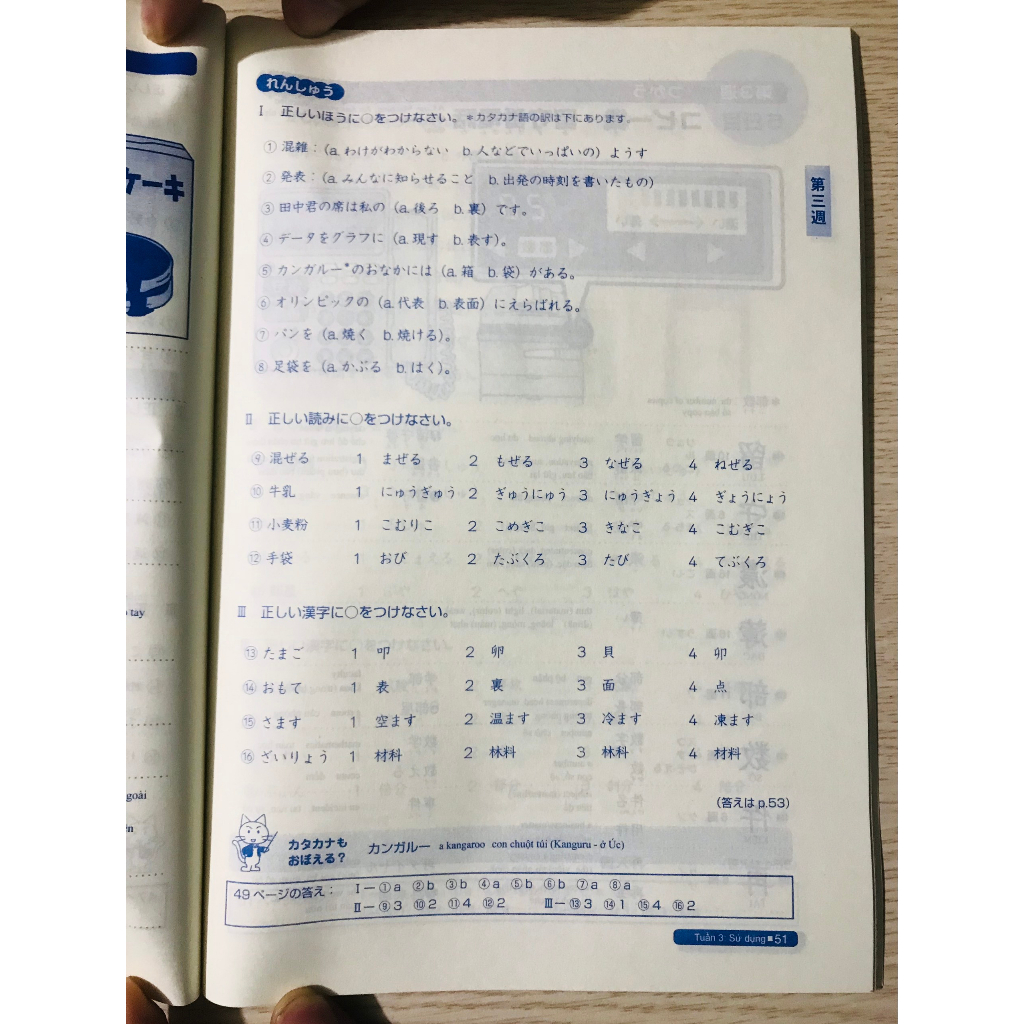 れんしゅう
Ⅰ 正しいほうに○をつけなさい。＊カタカナ語の訳は下にあります。
① 混雑：（a. わけがわからない b. 人などでいっぱいの）ようす
② 発表：（a. みんなに知らせること b. 出発の時刻を書いたもの）
③ 田中君の席は私の（a. 後ろ b. 裏）です。
④ データをグラフに（a. 現す b. 表す）。
⑤ カンガルー＊のおなかには（a. 箱 b. 袋）がある。
⑥ オリンピックの（a. 代表 b. 表面）にえらばれる。
⑦ パンを（a. 焼く b. 焼ける）。
⑧ 足袋を（a. かぶる b. はく）。
Ⅱ 正しい読みに○をつけなさい。
⑨ 混ぜる 1 まぜる 2 もぜる 3 なぜる 4 ねぜる
⑩ 牛乳 1 にゅうぎゅう 2 ぎゅうにゅう 3 にゅうぎょう 4 ぎょうにょう
⑪ 小麦粉 1 こむりこ 2 こめぎこ 3 きなこ 4 こむぎこ
⑫ 手袋 1 おび 2 たぶくろ 3 たび 4 てぶくろ
Ⅲ 正しい漢字に○をつけなさい。
⑬ たまご 1 叩 2 卵 3 貝 4 卯
⑭ おもて 1 表 2 裏 3 面 4 点
⑮ さます 1 空ます 2 温ます 3 冷ます 4 凍ます
⑯ ざいりょう 1 材科 2 林料 3 林科 4 材料
（答えは p.53）
カタカナも
おぼえる？
カンガルー a kangaroo con chuột túi (Kanguru - ở Úc)
49 ページの答え：
Ⅰ－①a ②b ③b ④a ⑤b ⑥b ⑦a ⑧a
Ⅱ－⑨3 ⑩2 ⑪4 ⑫2 Ⅲ－⑬3 ⑭1 ⑮4 ⑯2
Tuần 3: Sử dụng ■ 51
第三週
ケーキ
tay
goài